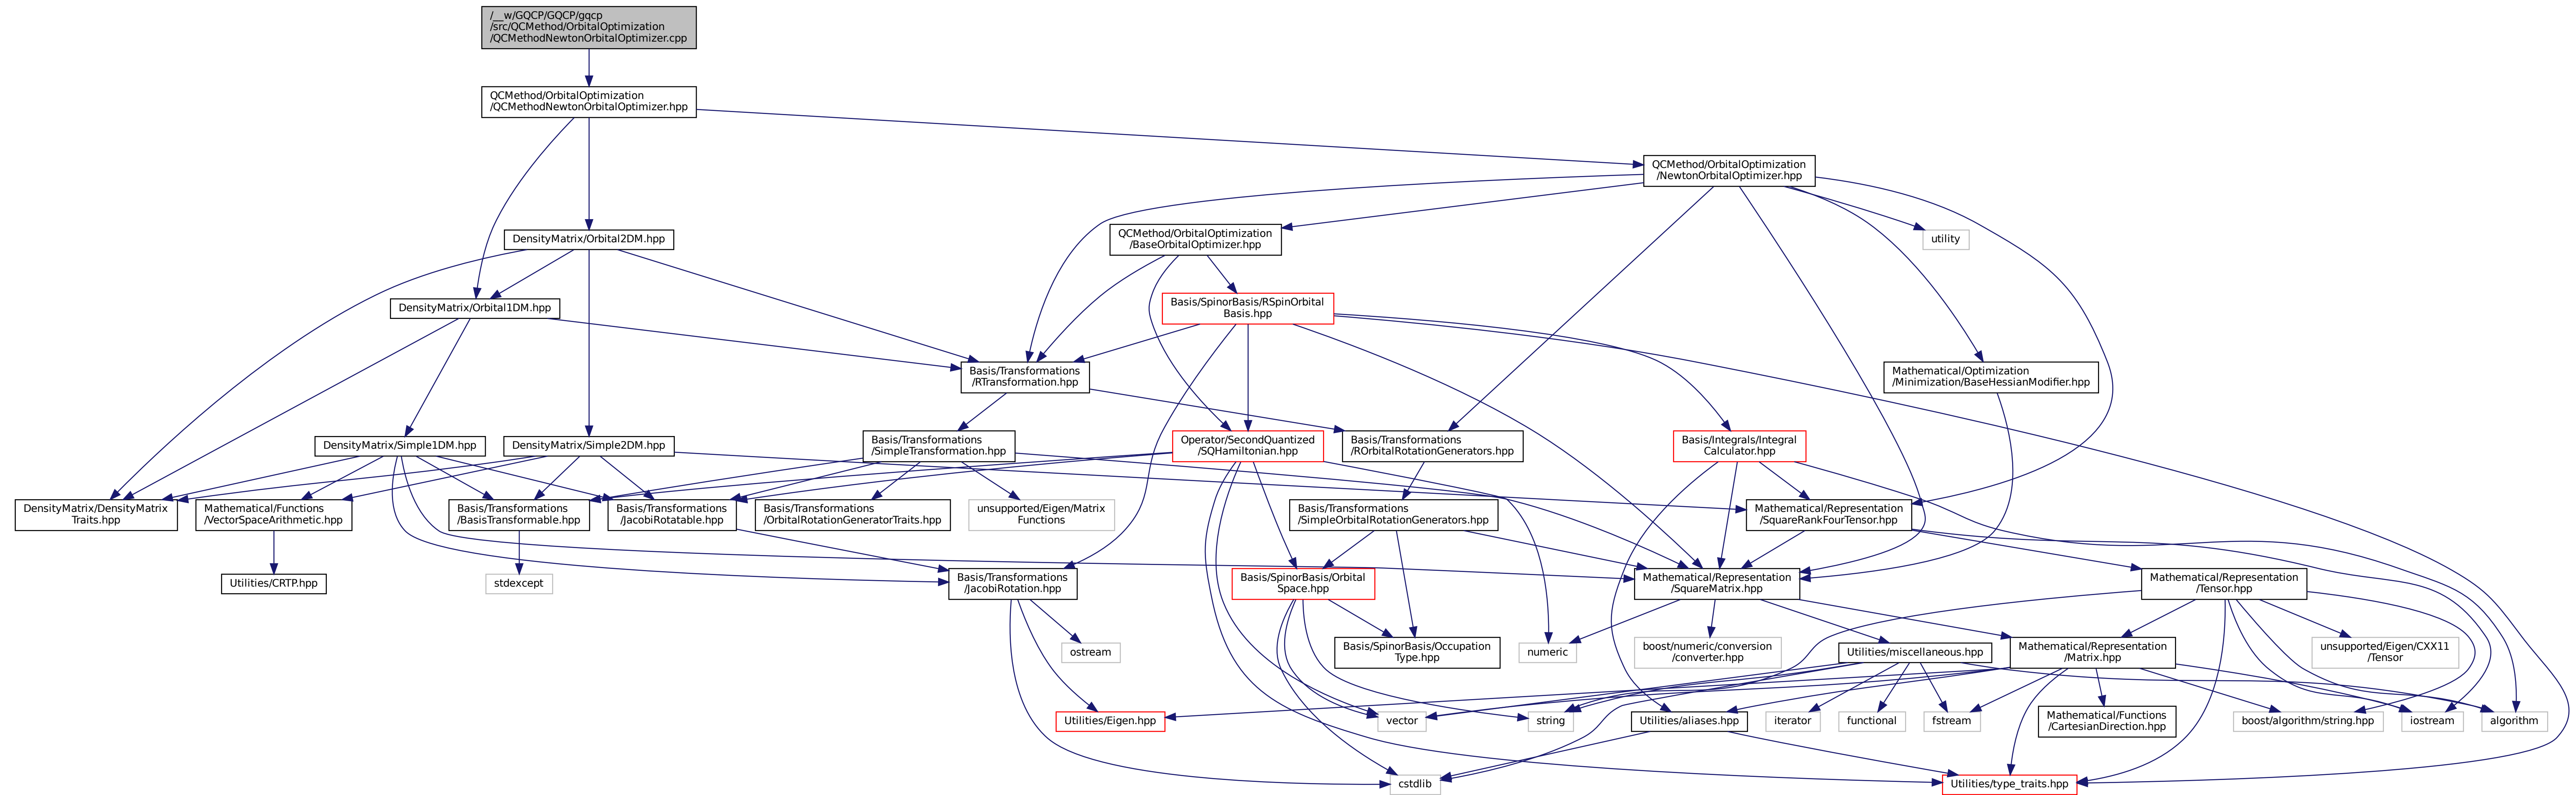 /__w/GQCP/GQCP/gqcp
/src/QCMethod/OrbitalOptimization
/QCMethodNewtonOrbitalOptimizer.cpp
QCMethod/OrbitalOptimization
/QCMethodNewtonOrbitalOptimizer.hpp
QCMethod/OrbitalOptimization
/NewtonOrbitalOptimizer.hpp
DensityMatrix/Orbital2DM.hpp
QCMethod/OrbitalOptimization
/BaseOrbitalOptimizer.hpp
utility
DensityMatrix/Orbital1DM.hpp
Basis/SpinorBasis/RSpinOrbital
Basis.hpp
Basis/Transformations
/RTransformation.hpp
Mathematical/Optimization
/Minimization/BaseHessianModifier.hpp
DensityMatrix/Simple1DM.hpp
DensityMatrix/Simple2DM.hpp
Basis/Transformations
/SimpleTransformation.hpp
Operator/SecondQuantized
/SQHamiltonian.hpp
Basis/Transformations
/ROrbitalRotationGenerators.hpp
Basis/Integrals/Integral
Calculator.hpp
DensityMatrix/DensityMatrix
Traits.hpp
Mathematical/Functions
/VectorSpaceArithmetic.hpp
Basis/Transformations
/BasisTransformable.hpp
Basis/Transformations
/JacobiRotatable.hpp
Basis/Transformations
/OrbitalRotationGeneratorTraits.hpp
unsupported/Eigen/Matrix
Functions
Basis/Transformations
/SimpleOrbitalRotationGenerators.hpp
Mathematical/Representation
/SquareRankFourTensor.hpp
Utilities/CRTP.hpp
stdexcept
Basis/Transformations
/JacobiRotation.hpp
Basis/SpinorBasis/Orbital
Space.hpp
Mathematical/Representation
/SquareMatrix.hpp
Mathematical/Representation
/Tensor.hpp
ostream
Basis/SpinorBasis/Occupation
Type.hpp
numeric
boost/numeric/conversion
/converter.hpp
Utilities/miscellaneous.hpp
Mathematical/Representation
/Matrix.hpp
unsupported/Eigen/CXX11
/Tensor
Utilities/Eigen.hpp
vector
string
Utilities/aliases.hpp
iterator
functional
fstream
Mathematical/Functions
/CartesianDirection.hpp
boost/algorithm/string.hpp
iostream
algorithm
cstdlib
Utilities/type_traits.hpp